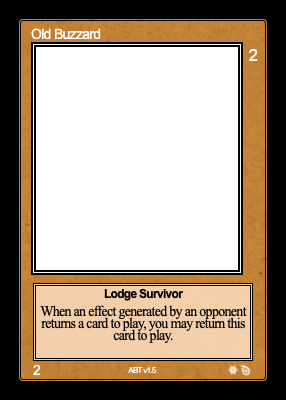 Old Buzzard
2
Lodge Survivor
When an effect generated by an opponent
returns a card to play, you may return this
card to play.
2
ABT v1.5